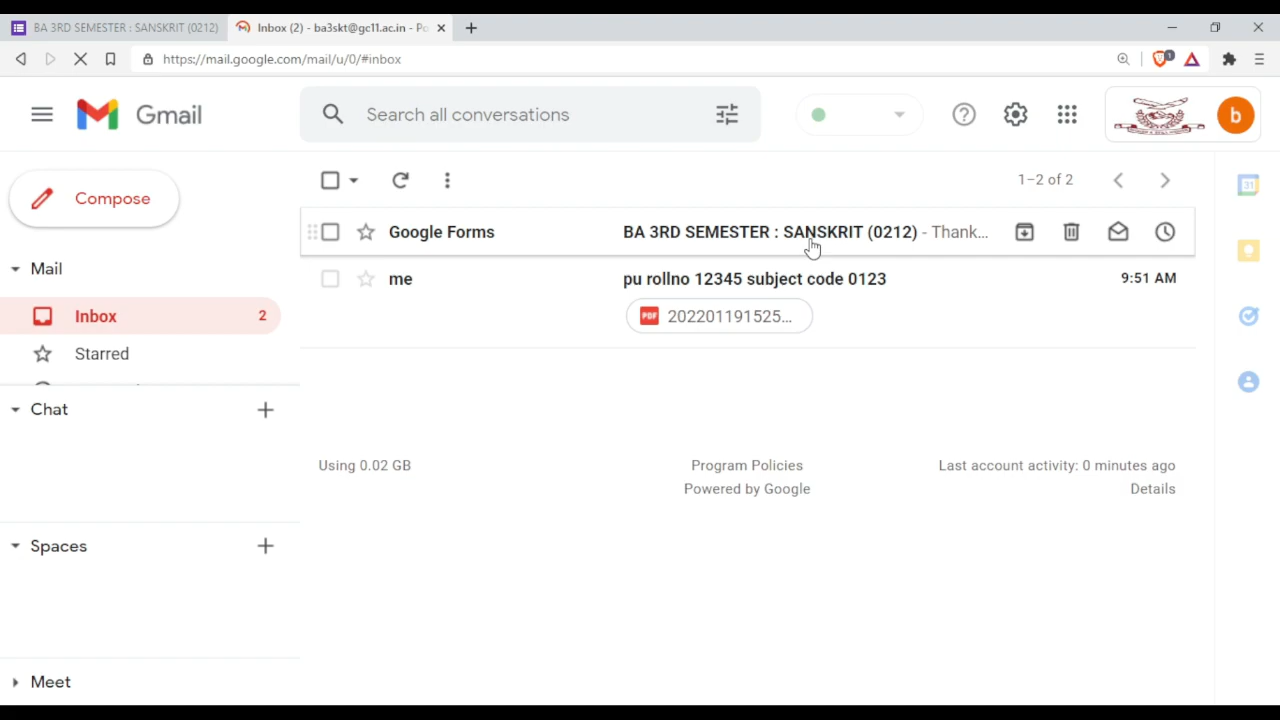 BA 3RD SEMESTER : SANSKRIT (0212)
Inbox (2) - ba3skt@gc11.ac.in - Po
https://mail.google.com/mail/u/0/#inbox
1
Gmail
Search all conversations
b
Compose
1–2 of 2
31
Google Forms BA 3RD SEMESTER : SANSKRIT (0212) - Thank...
Mail
me pu rollno 12345 subject code 0123 9:51 AM
Inbox 2
PDF 202201191525...
Starred
Chat
Using 0.02 GB
Program Policies
Powered by Google
Last account activity: 0 minutes ago
Details
Spaces
Meet